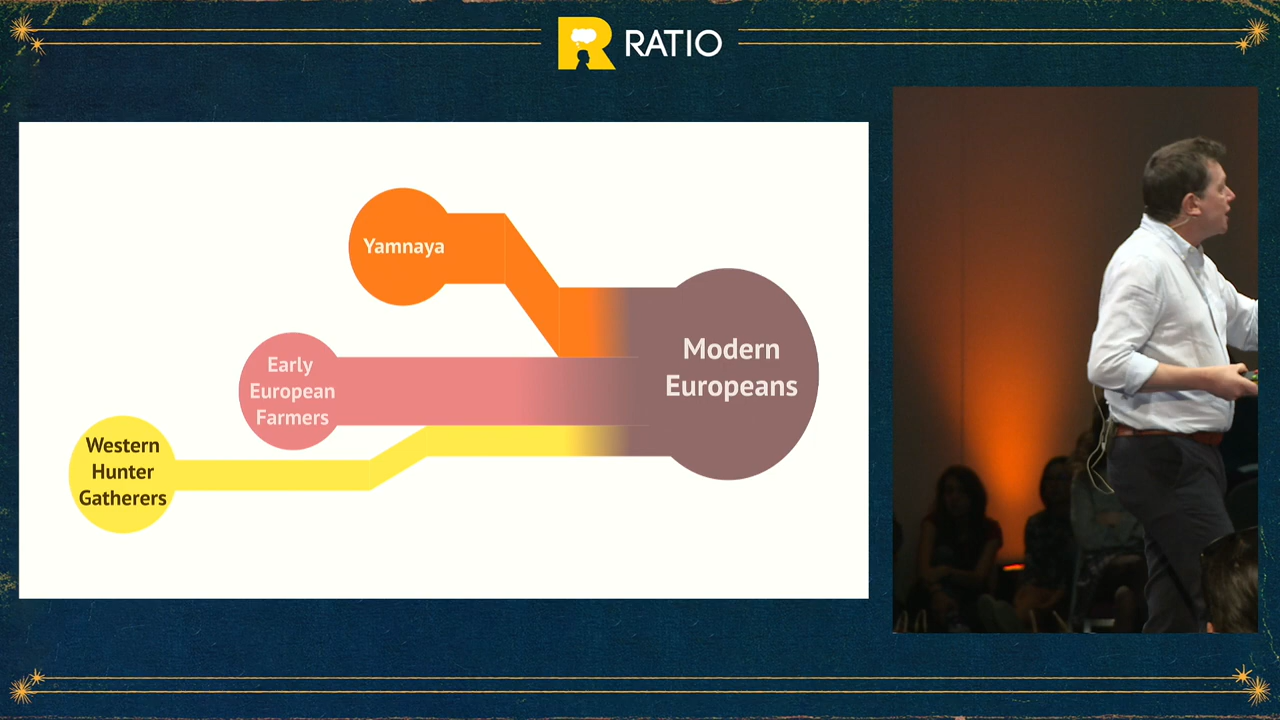 RATIO
Yamnaya
Early
European
Farmers
Western
Hunter
Gatherers
Modern
Europeans